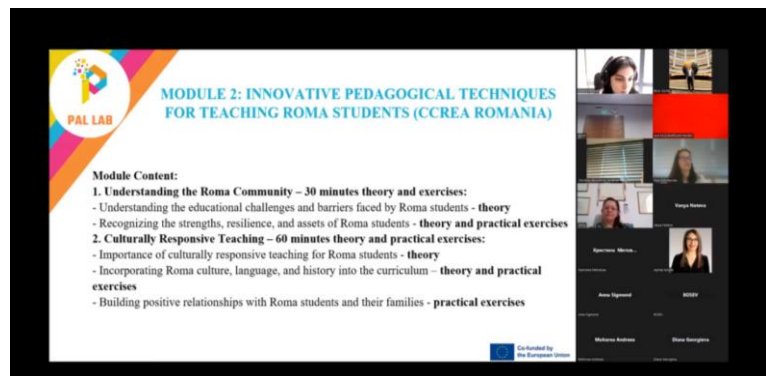 PAL LAB
MODULE 2: INNOVATIVE PEDAGOGICAL TECHNIQUES
FOR TEACHING ROMA STUDENTS (CCREA ROMANIA)
Module Content:
1. Understanding the Roma Community – 30 minutes theory and exercises:
- Understanding the educational challenges and barriers faced by Roma students - theory
- Recognizing the strengths, resilience, and assets of Roma students - theory and practical exercises
2. Culturally Responsive Teaching – 60 minutes theory and practical exercises:
- Importance of culturally responsive teaching for Roma students - theory
- Incorporating Roma culture, language, and history into the curriculum – theory and practical
exercises
- Building positive relationships with Roma students and their families - practical exercises
Co-funded by
the European Union
Vanya Nateva
Anna Sigmond
BOSEV
Moharea Andreea
Diana Georgieva